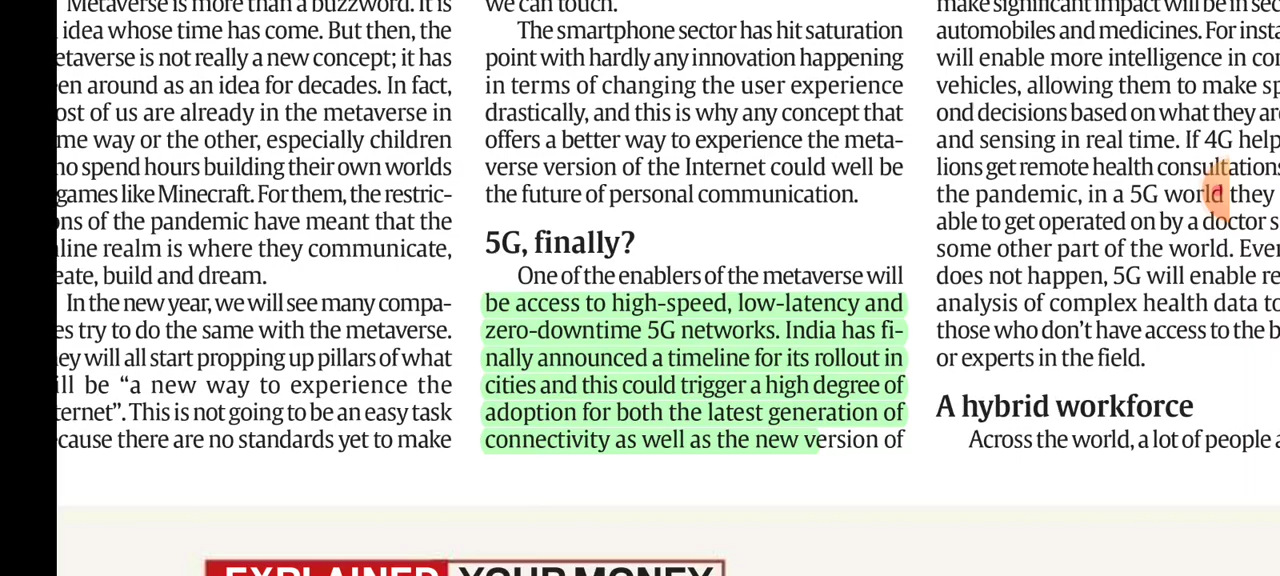 Metaverse is more than a buzzword. It is
idea whose time has come. But then, the
etaverse is not really a new concept; it has
en around as an idea for decades. In fact,
ost of us are already in the metaverse in
me way or the other, especially children
ho spend hours building their own worlds
games like Minecraft. For them, the restric-
ons of the pandemic have meant that the
line realm is where they communicate,
eate, build and dream.
In the new year, we will see many compa-
es try to do the same with the metaverse.
ey will all start propping up pillars of what
ill be “a new way to experience the
ternet”. This is not going to be an easy task
cause there are no standards yet to make
we can touch.
The smartphone sector has hit saturation
point with hardly any innovation happening
in terms of changing the user experience
drastically, and this is why any concept that
offers a better way to experience the meta-
verse version of the Internet could well be
the future of personal communication.
5G, finally?
One of the enablers of the metaverse will
be access to high-speed, low-latency and
zero-downtime 5G networks. India has fi-
nally announced a timeline for its rollout in
cities and this could trigger a high degree of
adoption for both the latest generation of
connectivity as well as the new version of
make significant impact will be in sec
automobiles and medicines. For insta
will enable more intelligence in con
vehicles, allowing them to make sp
ond decisions based on what they are
and sensing in real time. If 4G help
lions get remote health consultations
the pandemic, in a 5G world they
able to get operated on by a doctor s
some other part of the world. Even
does not happen, 5G will enable re
analysis of complex health data to
those who don’t have access to the b
or experts in the field.
A hybrid workforce
Across the world, a lot of people a
EXPLAINED YOUR MONEY